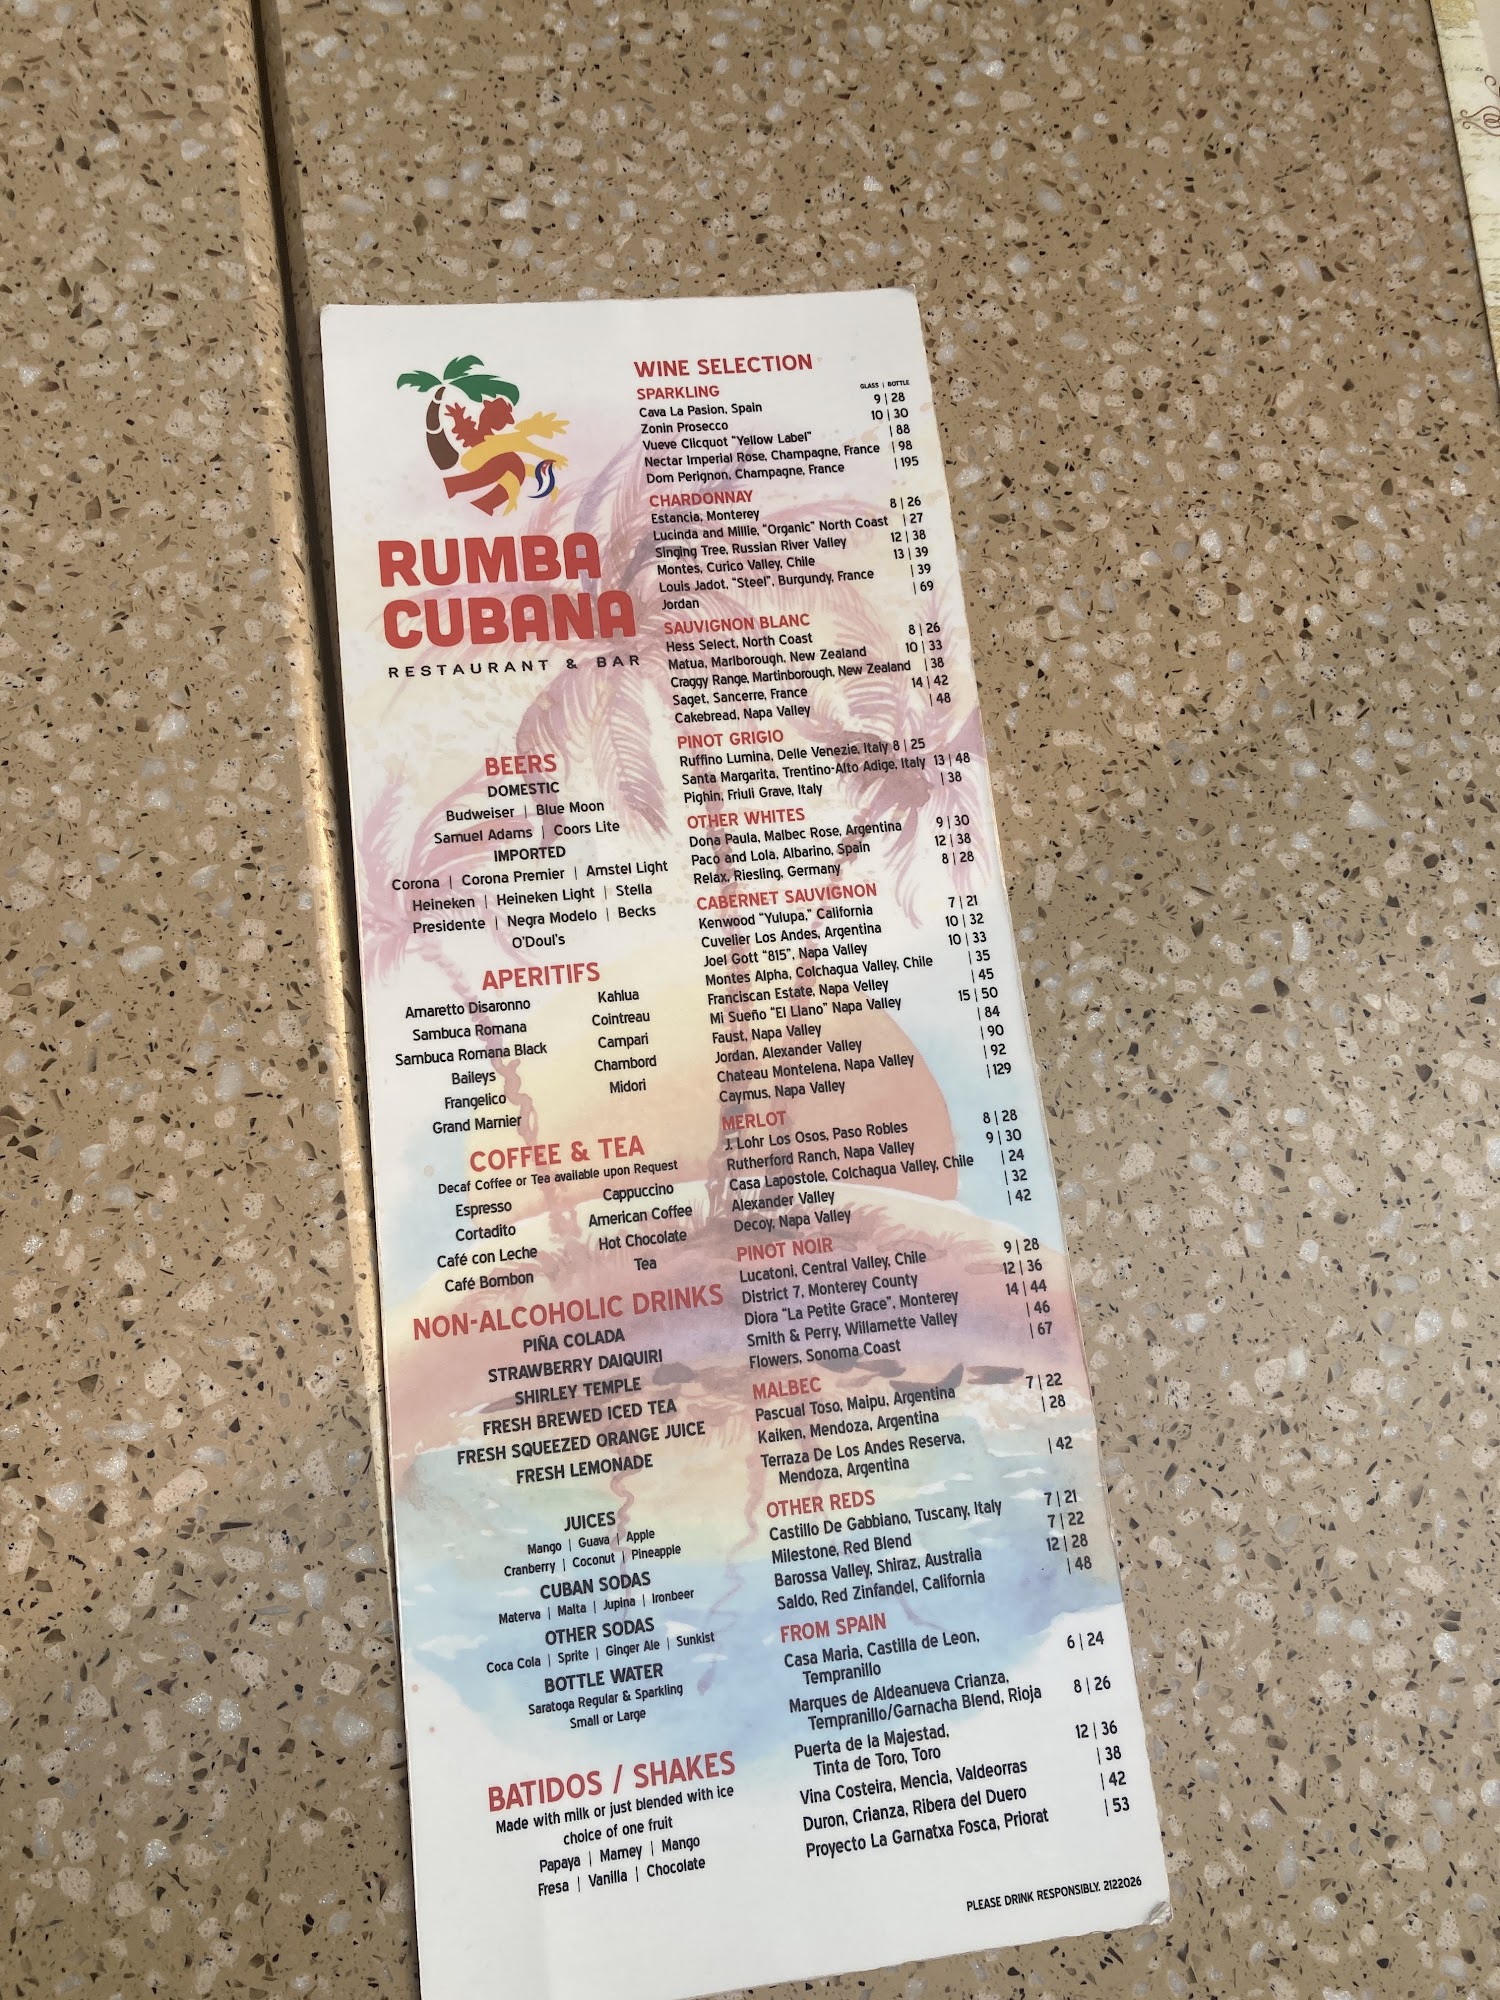 RUMBA
CUBANA
RESTAURANT & BAR
BEERS
DOMESTIC
Budweiser | Blue Moon
Samuel Adams | Coors Lite
IMPORTED
Corona | Corona Premier | Amstel Light
Heineken | Heineken Light | Stella
Presidente | Negra Modelo | Becks
O'Doul's
APERITIFS
Amaretto Disaronno
Sambuca Romana
Sambuca Romana Black
Baileys
Frangelico
Grand Marnier
Kahlua
Cointreau
Campari
Chambord
Midori
COFFEE & TEA
Decaf Coffee or Tea available upon Request
Espresso
Cortadito
Café con Leche
Café Bombon
Cappuccino
American Coffee
Hot Chocolate
Tea
NON-ALCOHOLIC DRINKS
PIÑA COLADA
STRAWBERRY DAIQUIRI
SHIRLEY TEMPLE
FRESH BREWED ICED TEA
FRESH SQUEEZED ORANGE JUICE
FRESH LEMONADE
JUICES
Mango | Guava | Apple
Cranberry | Coconut | Pineapple
CUBAN SODAS
Materva | Malta | Jupina | Ironbeer
OTHER SODAS
Coca Cola | Sprite | Ginger Ale | Sunkist
BOTTLE WATER
Saratoga Regular & Sparkling
Small or Large
BATIDOS / SHAKES
Made with milk or just blended with ice
choice of one fruit
Papaya | Mamey | Mango
Fresa | Vanilla | Chocolate
WINE SELECTION
SPARKLING GLASS | BOTTLE
Cava La Pasion, Spain 9 | 28
Zonin Prosecco 10 | 30
Vueve Clicquot "Yellow Label" | 88
Nectar Imperial Rose, Champagne, France | 98
Dom Perignon, Champagne, France | 195
CHARDONNAY
Estancia, Monterey 8 | 26
Lucinda and Millie, "Organic" North Coast | 27
Singing Tree, Russian River Valley 12 | 38
Montes, Curico Valley, Chile 13 | 39
Louis Jadot, "Steel", Burgundy, France | 39
Jordan | 69
SAUVIGNON BLANC
Hess Select, North Coast 8 | 26
Matua, Marlborough, New Zealand 10 | 33
Craggy Range, Martinborough, New Zealand | 38
Saget, Sancerre, France 14 | 42
Cakebread, Napa Valley | 48
PINOT GRIGIO
Ruffino Lumina, Delle Venezie, Italy 8 | 25
Santa Margarita, Trentino-Alto Adige, Italy 13 | 48
Pighin, Friuli Grave, Italy | 38
OTHER WHITES
Dona Paula, Malbec Rose, Argentina 9 | 30
Paco and Lola, Albarino, Spain 12 | 38
Relax, Riesling, Germany 8 | 28
CABERNET SAUVIGNON
Kenwood "Yulupa," California 7 | 21
Cuvelier Los Andes, Argentina 10 | 32
Joel Gott "815", Napa Valley 10 | 33
Montes Alpha, Colchagua Valley, Chile | 35
Franciscan Estate, Napa Velley | 45
Mi Sueño "El Llano" Napa Valley 15 | 50
Faust, Napa Valley | 84
Jordan, Alexander Valley | 90
Chateau Montelena, Napa Valley | 92
Caymus, Napa Valley | 129
MERLOT
J. Lohr Los Osos, Paso Robles 8 | 28
Rutherford Ranch, Napa Valley 9 | 30
Casa Lapostole, Colchagua Valley, Chile | 24
Alexander Valley | 32
Decoy, Napa Valley | 42
PINOT NOIR
Lucatoni, Central Valley, Chile 9 | 28
District 7, Monterey County 12 | 36
Diora "La Petite Grace", Monterey 14 | 44
Smith & Perry, Willamette Valley | 46
Flowers, Sonoma Coast | 67
MALBEC
Pascual Toso, Maipu, Argentina 7 | 22
Kaiken, Mendoza, Argentina | 28
Terraza De Los Andes Reserva,
Mendoza, Argentina | 42
OTHER REDS
Castillo De Gabbiano, Tuscany, Italy 7 | 21
Milestone, Red Blend 7 | 22
Barossa Valley, Shiraz, Australia 12 | 28
Saldo, Red Zinfandel, California | 48
FROM SPAIN
Casa Maria, Castilla de Leon,
Tempranillo 6 | 24
Marques de Aldeanueva Crianza,
Tempranillo/Garnacha Blend, Rioja 8 | 26
Puerta de la Majestad,
Tinta de Toro, Toro 12 | 36
Vina Costeira, Mencia, Valdeorras | 38
Duron, Crianza, Ribera del Duero | 42
Proyecto La Garnatxa Fosca, Priorat | 53
PLEASE DRINK RESPONSIBLY. 2122026